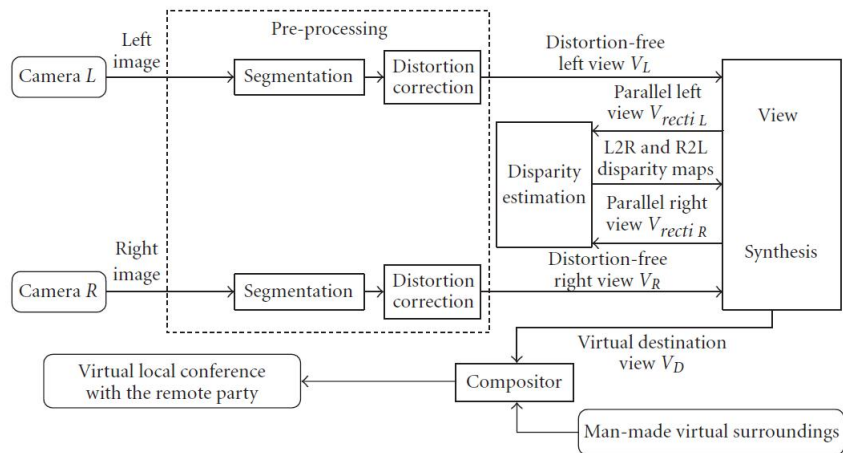 Pre-processing
Left
image
Camera L
Segmentation
Distortion
correction
Distortion-free
left view V_L
Parallel left
view V_recti L
View
Disparity
estimation
L2R and R2L
disparity maps
Parallel right
view V_recti R
Synthesis
Right
image
Camera R
Segmentation
Distortion
correction
Distortion-free
right view V_R
Virtual destination
view V_D
Virtual local conference
with the remote party
Compositor
Man-made virtual surroundings